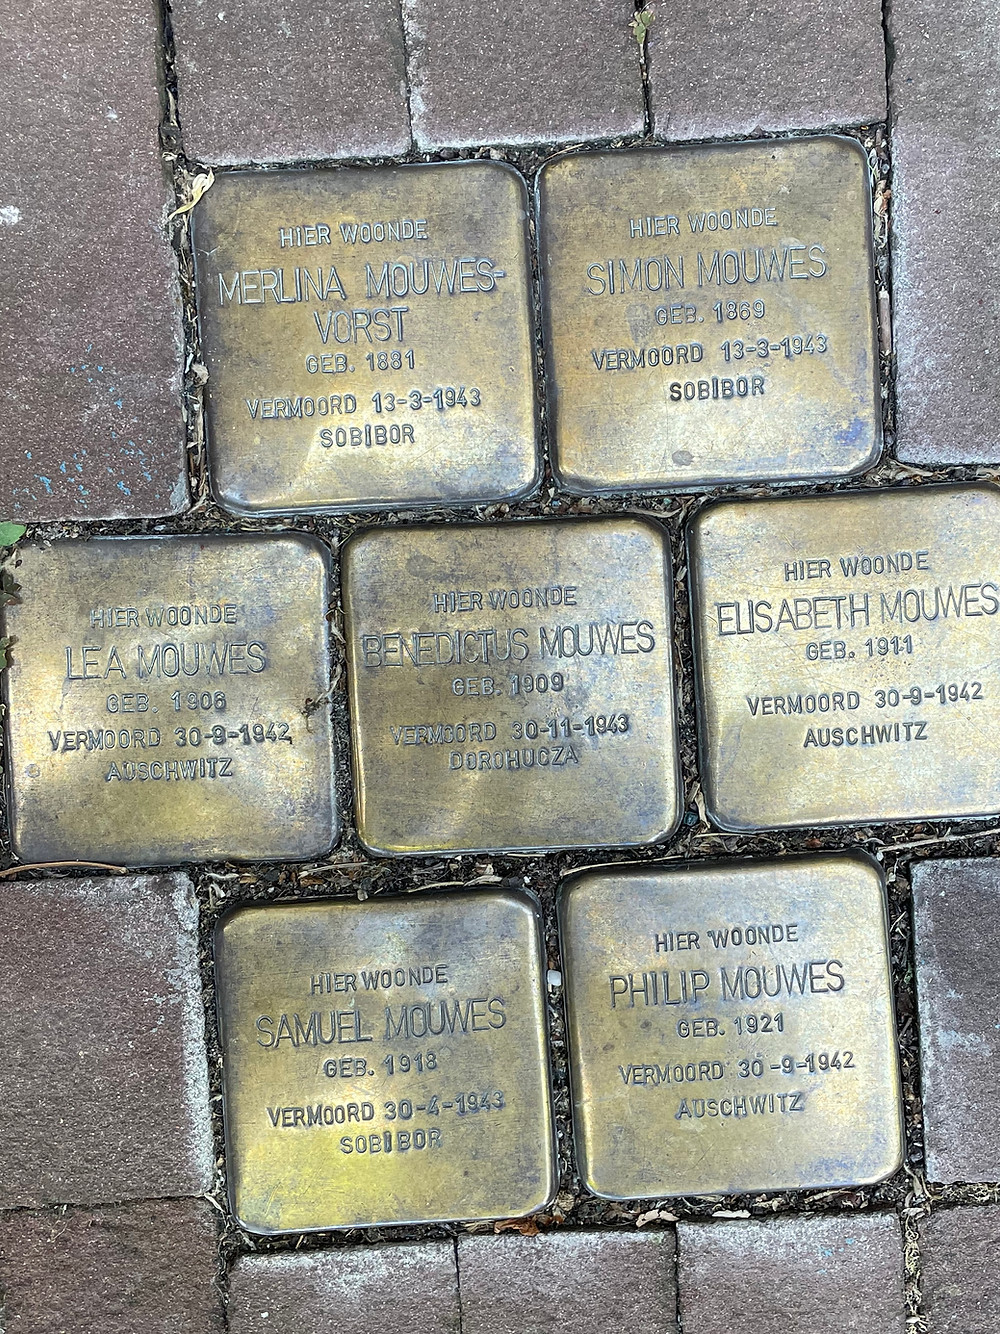 HIER WOONDE
MERLINA MOUWES-
VORST
GEB. 1881
VERMOORD 13-3-1943
SOBIBOR
HIER WOONDE
SIMON MOUWES
GEB. 1869
VERMOORD 13-3-1943
SOBIBOR
HIER WOONDE
LEA MOUWES
GEB. 1906
VERMOORD 30-9-1942
AUSCHWITZ
HIER WOONDE
BENEDICTUS MOUWES
GEB. 1909
VERMOORD 30-11-1943
DOROHUCZA
HIER WOONDE
ELISABETH MOUWES
GEB. 1911
VERMOORD 30-9-1942
AUSCHWITZ
HIER WOONDE
SAMUEL MOUWES
GEB. 1918
VERMOORD 30-4-1943
SOBIBOR
HIER WOONDE
PHILIP MOUWES
GEB. 1921
VERMOORD 30-9-1942
AUSCHWITZ